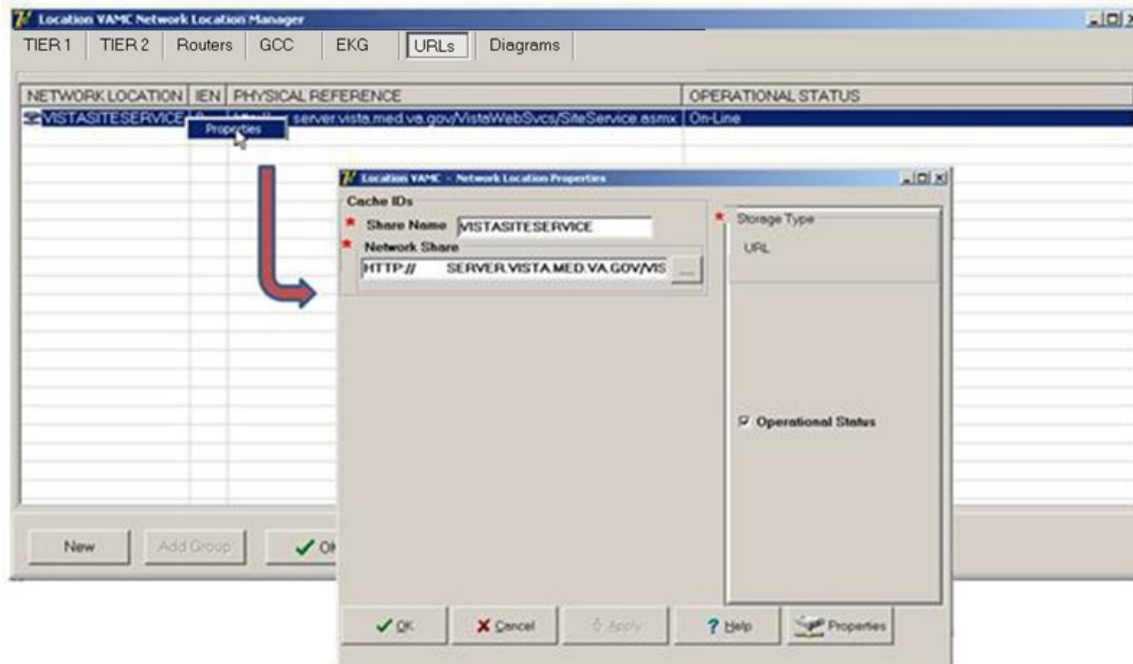 Location VAMC Network Location Manager
TIER 1 TIER 2 Routers GCC EKG URLs Diagrams
NETWORK LOCATION IEN PHYSICAL REFERENCE OPERATIONAL STATUS
VISTASITESERVICE server.vista.med.va.gov/VistaWebSvcs/SiteService.asmx On-Line
Properties
Location VAMC - Network Location Properties
Cache IDs
* Share Name VISTASITESERVICE
* Network Share
HTTP:// SERVER.VISTA.MED.VA.GOV/VIS ...
* Storage Type
URL
Operational Status
New Add Group
OK Cancel Apply ? Help Properties